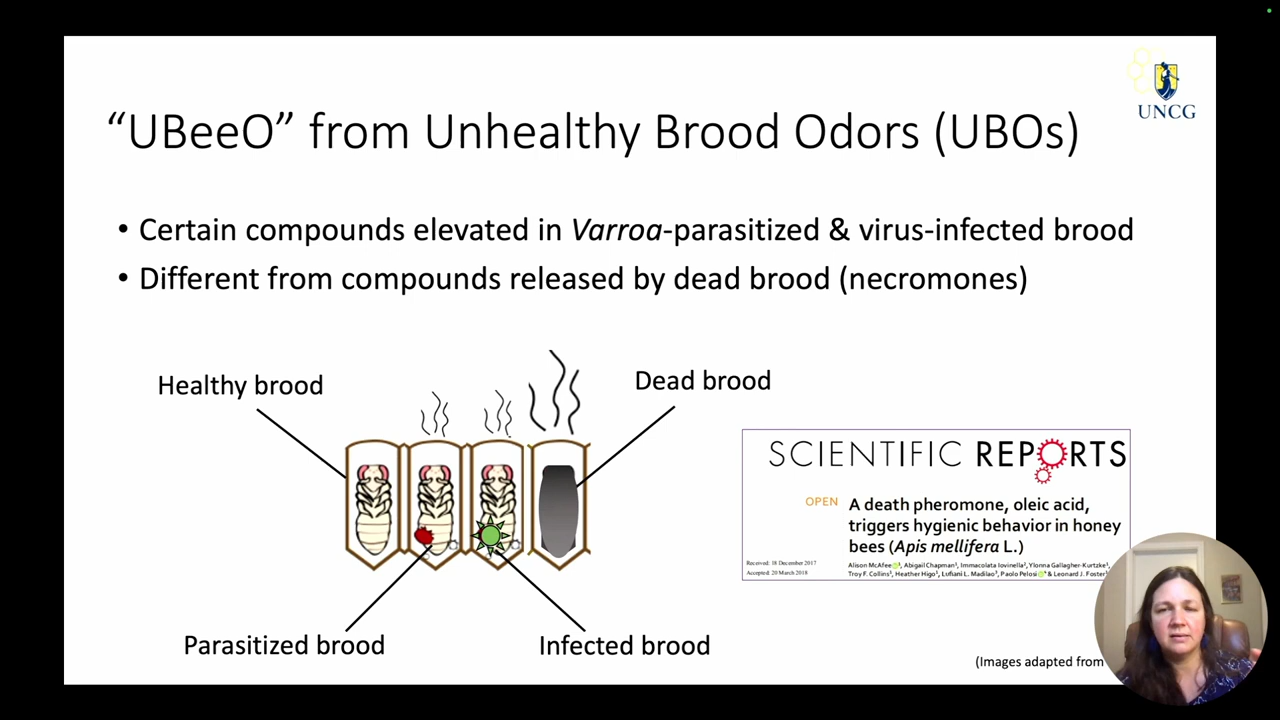 UNCG
“UBeeO” from Unhealthy Brood Odors (UBOs)
• Certain compounds elevated in Varroa-parasitized & virus-infected brood
• Different from compounds released by dead brood (necromones)
Healthy brood
Dead brood
SCIENTIFIC REPORTS
OPEN
A death pheromone, oleic acid,
triggers hygienic behavior in honey
bees (Apis mellifera L.)
Received: 18 December 2017
Accepted: 20 March 2018
Alison McAfee, Abigail Chapman, Immacolata Iovinella, Ylonna Gallagher-Kurtzke,
Troy F. Collins, Heather Higo, Lufiani L. Madilao, Paolo Pelosi & Leonard J. Foster
Parasitized brood
Infected brood
(Images adapted from